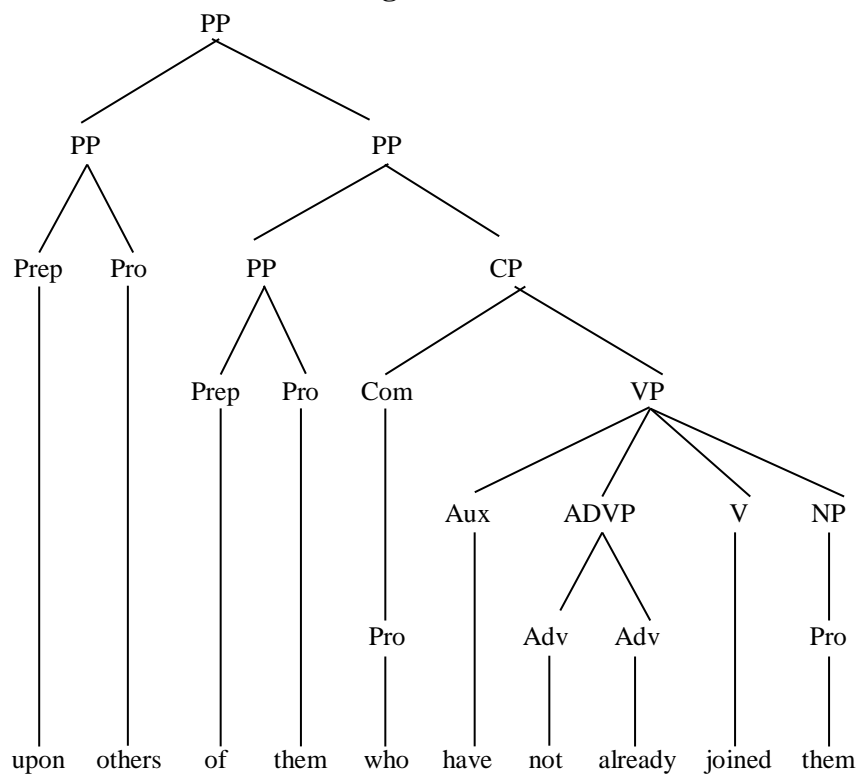 PP
PP PP
Prep Pro PP CP
Prep Pro Com VP
Aux ADVP V NP
Pro Adv Adv Pro
upon others of them who have not already joined them